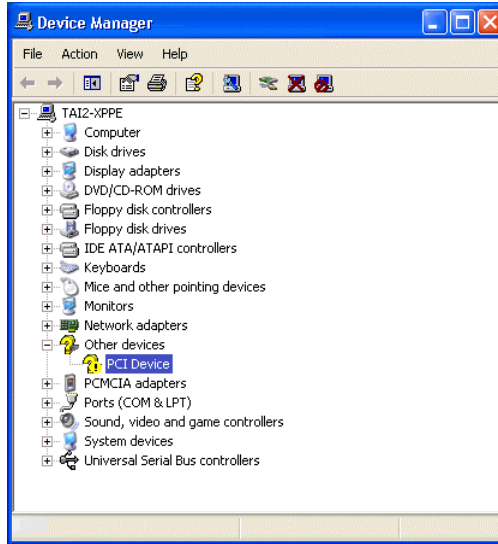 Device Manager
File Action View Help
TAI2-XPPE
Computer
Disk drives
Display adapters
DVD/CD-ROM drives
Floppy disk controllers
Floppy disk drives
IDE ATA/ATAPI controllers
Keyboards
Mice and other pointing devices
Monitors
Network adapters
Other devices
PCI Device
PCMCIA adapters
Ports (COM & LPT)
Sound, video and game controllers
System devices
Universal Serial Bus controllers